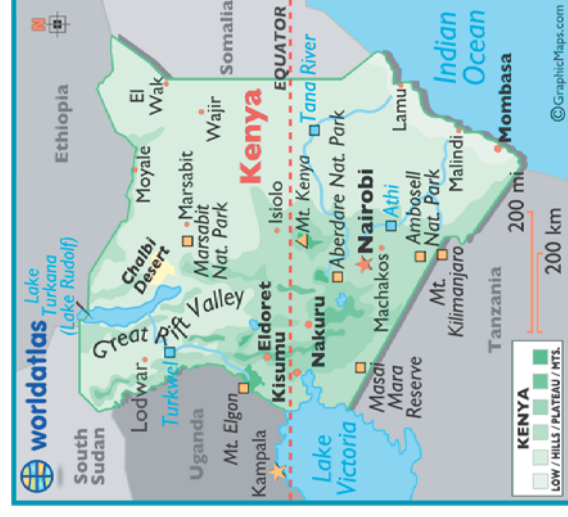 worldatlas
N
Ethiopia
Somalia
South
Sudan
Uganda
Tanzania
Indian
Ocean
Lake
Turkana
(Lake Rudolf)
Moyale
El
Wak
Chalbi
Desert
Marsabit
Marsabit
Nat. Park
Wajir
Lodwar
Great Rift Valley
Turkwel
Kenya
Mt. Elgon
Eldoret
Isiolo
EQUATOR
Kampala
Kisumu
Nakuru
Mt. Kenya
Tana River
Aberdare Nat. Park
Lake
Victoria
Nairobi
Machakos
Athi
Lamu
Masai
Mara
Reserve
Ambosell
Nat. Park
Malindi
Mt.
Kilimanjaro
Mombasa
200 mi
200 km
KENYA
LOW / HILLS / PLATEAU / MTS.
©GraphicMaps.com